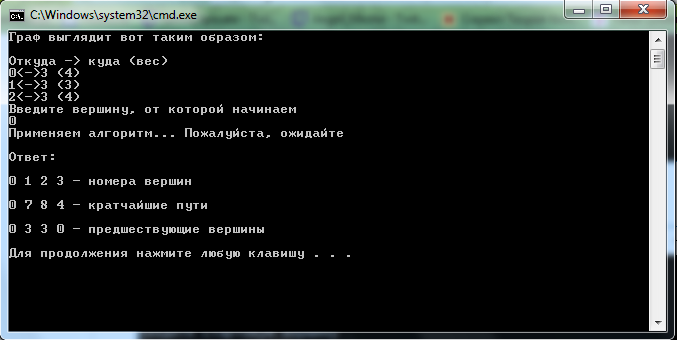 C:\Windows\system32\cmd.exe
Граф выглядит вот таким образом:
Откуда -> куда (вес)
0<->3 (4)
1<->3 (3)
2<->3 (4)
Введите вершину, от которой начинаем
0
Применяем алгоритм... Пожалуйста, ожидайте
Ответ:
0 1 2 3 - номера вершин
0 7 8 4 - кратчайшие пути
0 3 3 0 - предшествующие вершины
Для продолжения нажмите любую клавишу . . .